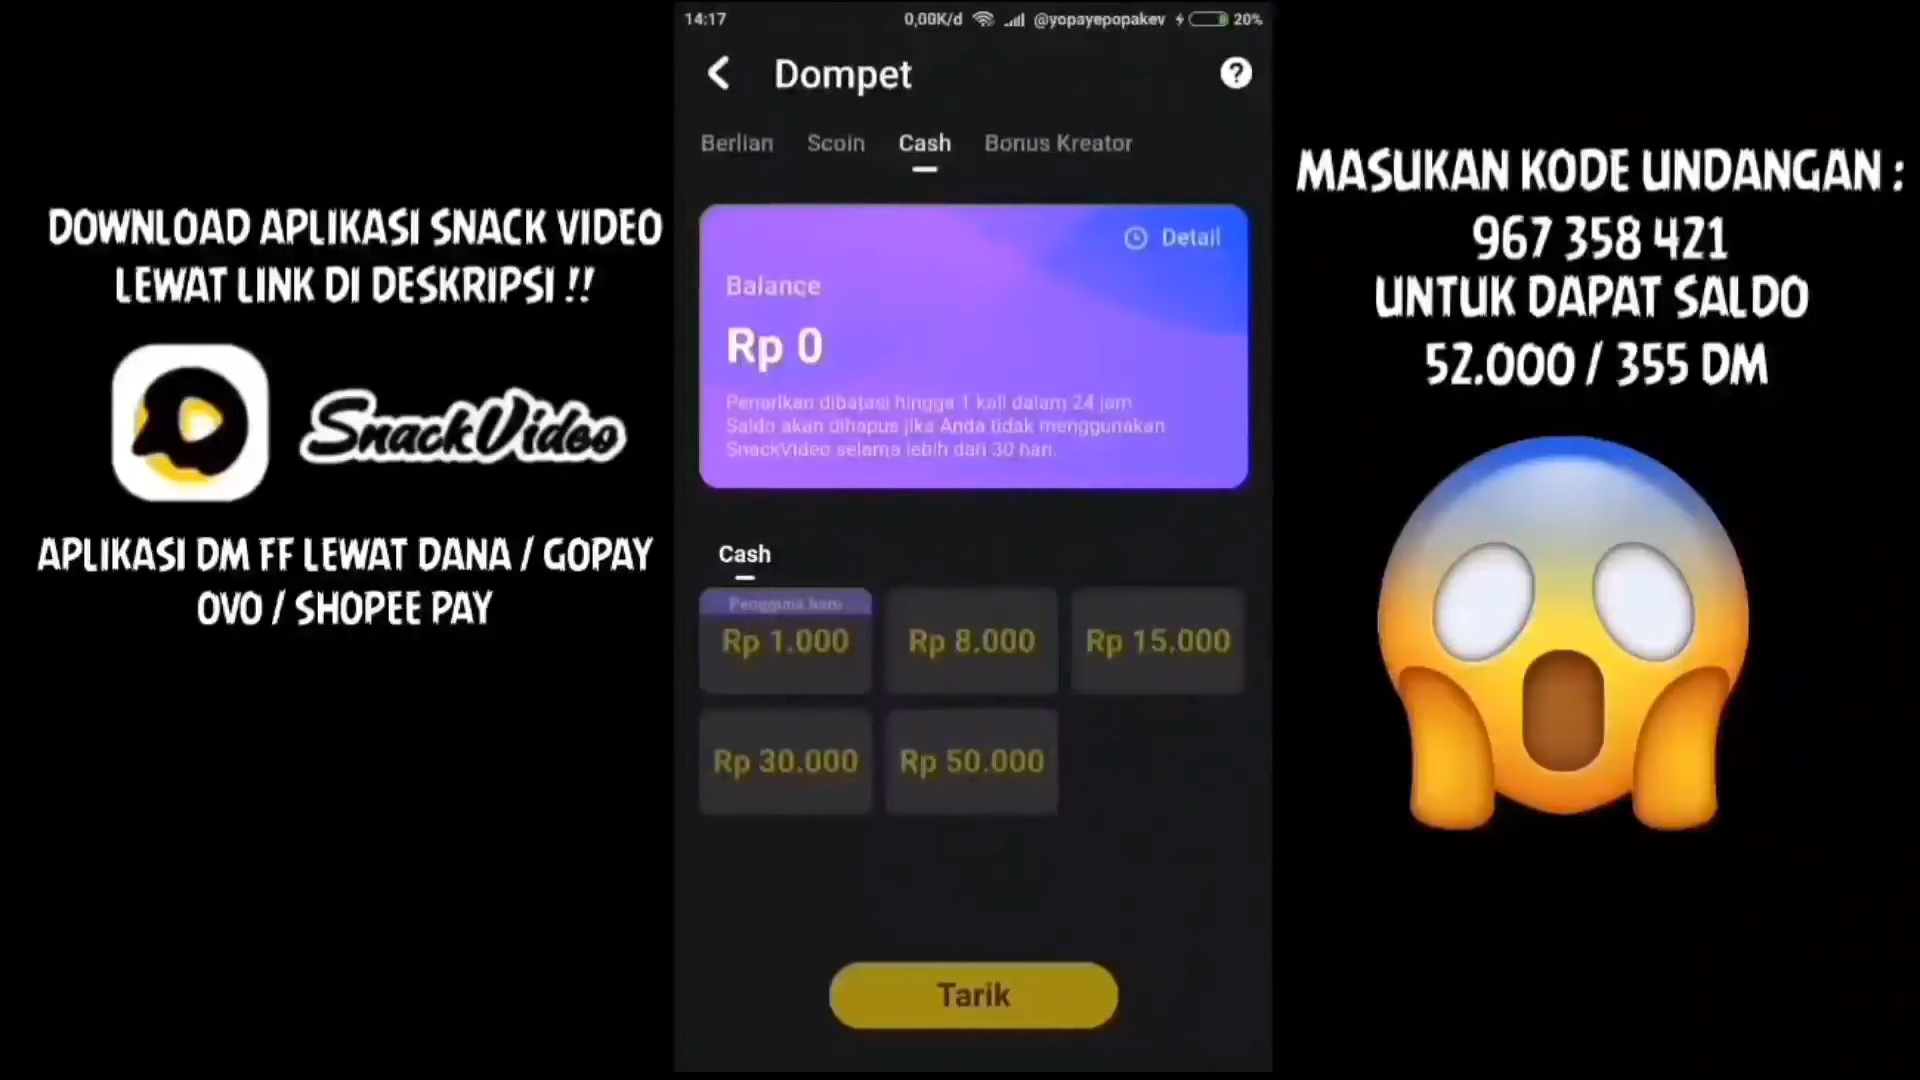 DOWNLOAD APLIKASI SNACK VIDEO
LEWAT LINK DI DESKRIPSI !!
SnackVideo
APLIKASI DM FF LEWAT DANA / GOPAY
OVO / SHOPEE PAY
14:17
0,00K/d @yopayepopakev 20%
Dompet
?
Berlian Scoin Cash Bonus Kreator
Detail
Balance
Rp 0
Penarikan dibatasi hingga 1 kali dalam 24 jam
Saldo akan dihapus jika Anda tidak menggunakan
SnackVideo selama lebih dari 30 hari.
Cash
Pengguna baru
Rp 1.000 Rp 8.000 Rp 15.000
Rp 30.000 Rp 50.000
Tarik
MASUKAN KODE UNDANGAN :
967 358 421
UNTUK DAPAT SALDO
52.000 / 355 DM